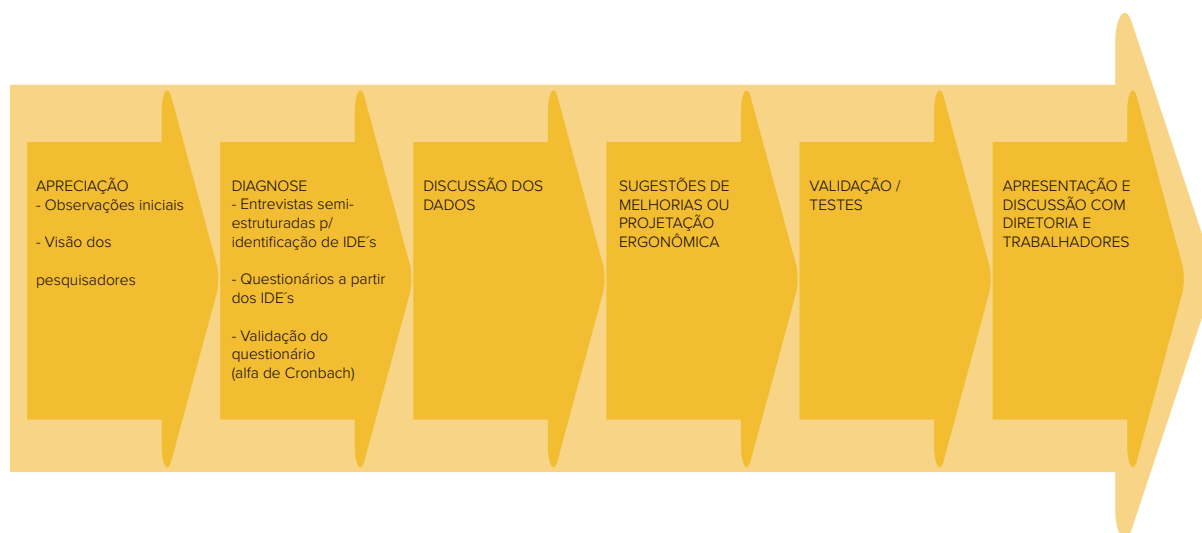 APRECIAÇÃO
- Observações iniciais
- Visão dos
pesquisadores
DIAGNOSE
- Entrevistas semi-
estruturadas p/
identificação de IDE´s
- Questionários a partir
dos IDE´s
- Validação do
questionário
(alfa de Cronbach)
DISCUSSÃO DOS
DADOS
SUGESTÕES DE
MELHORIAS OU
PROJETAÇÃO
ERGONÔMICA
VALIDAÇÃO /
TESTES
APRESENTAÇÃO E
DISCUSSÃO COM
DIRETORIA E
TRABALHADORES